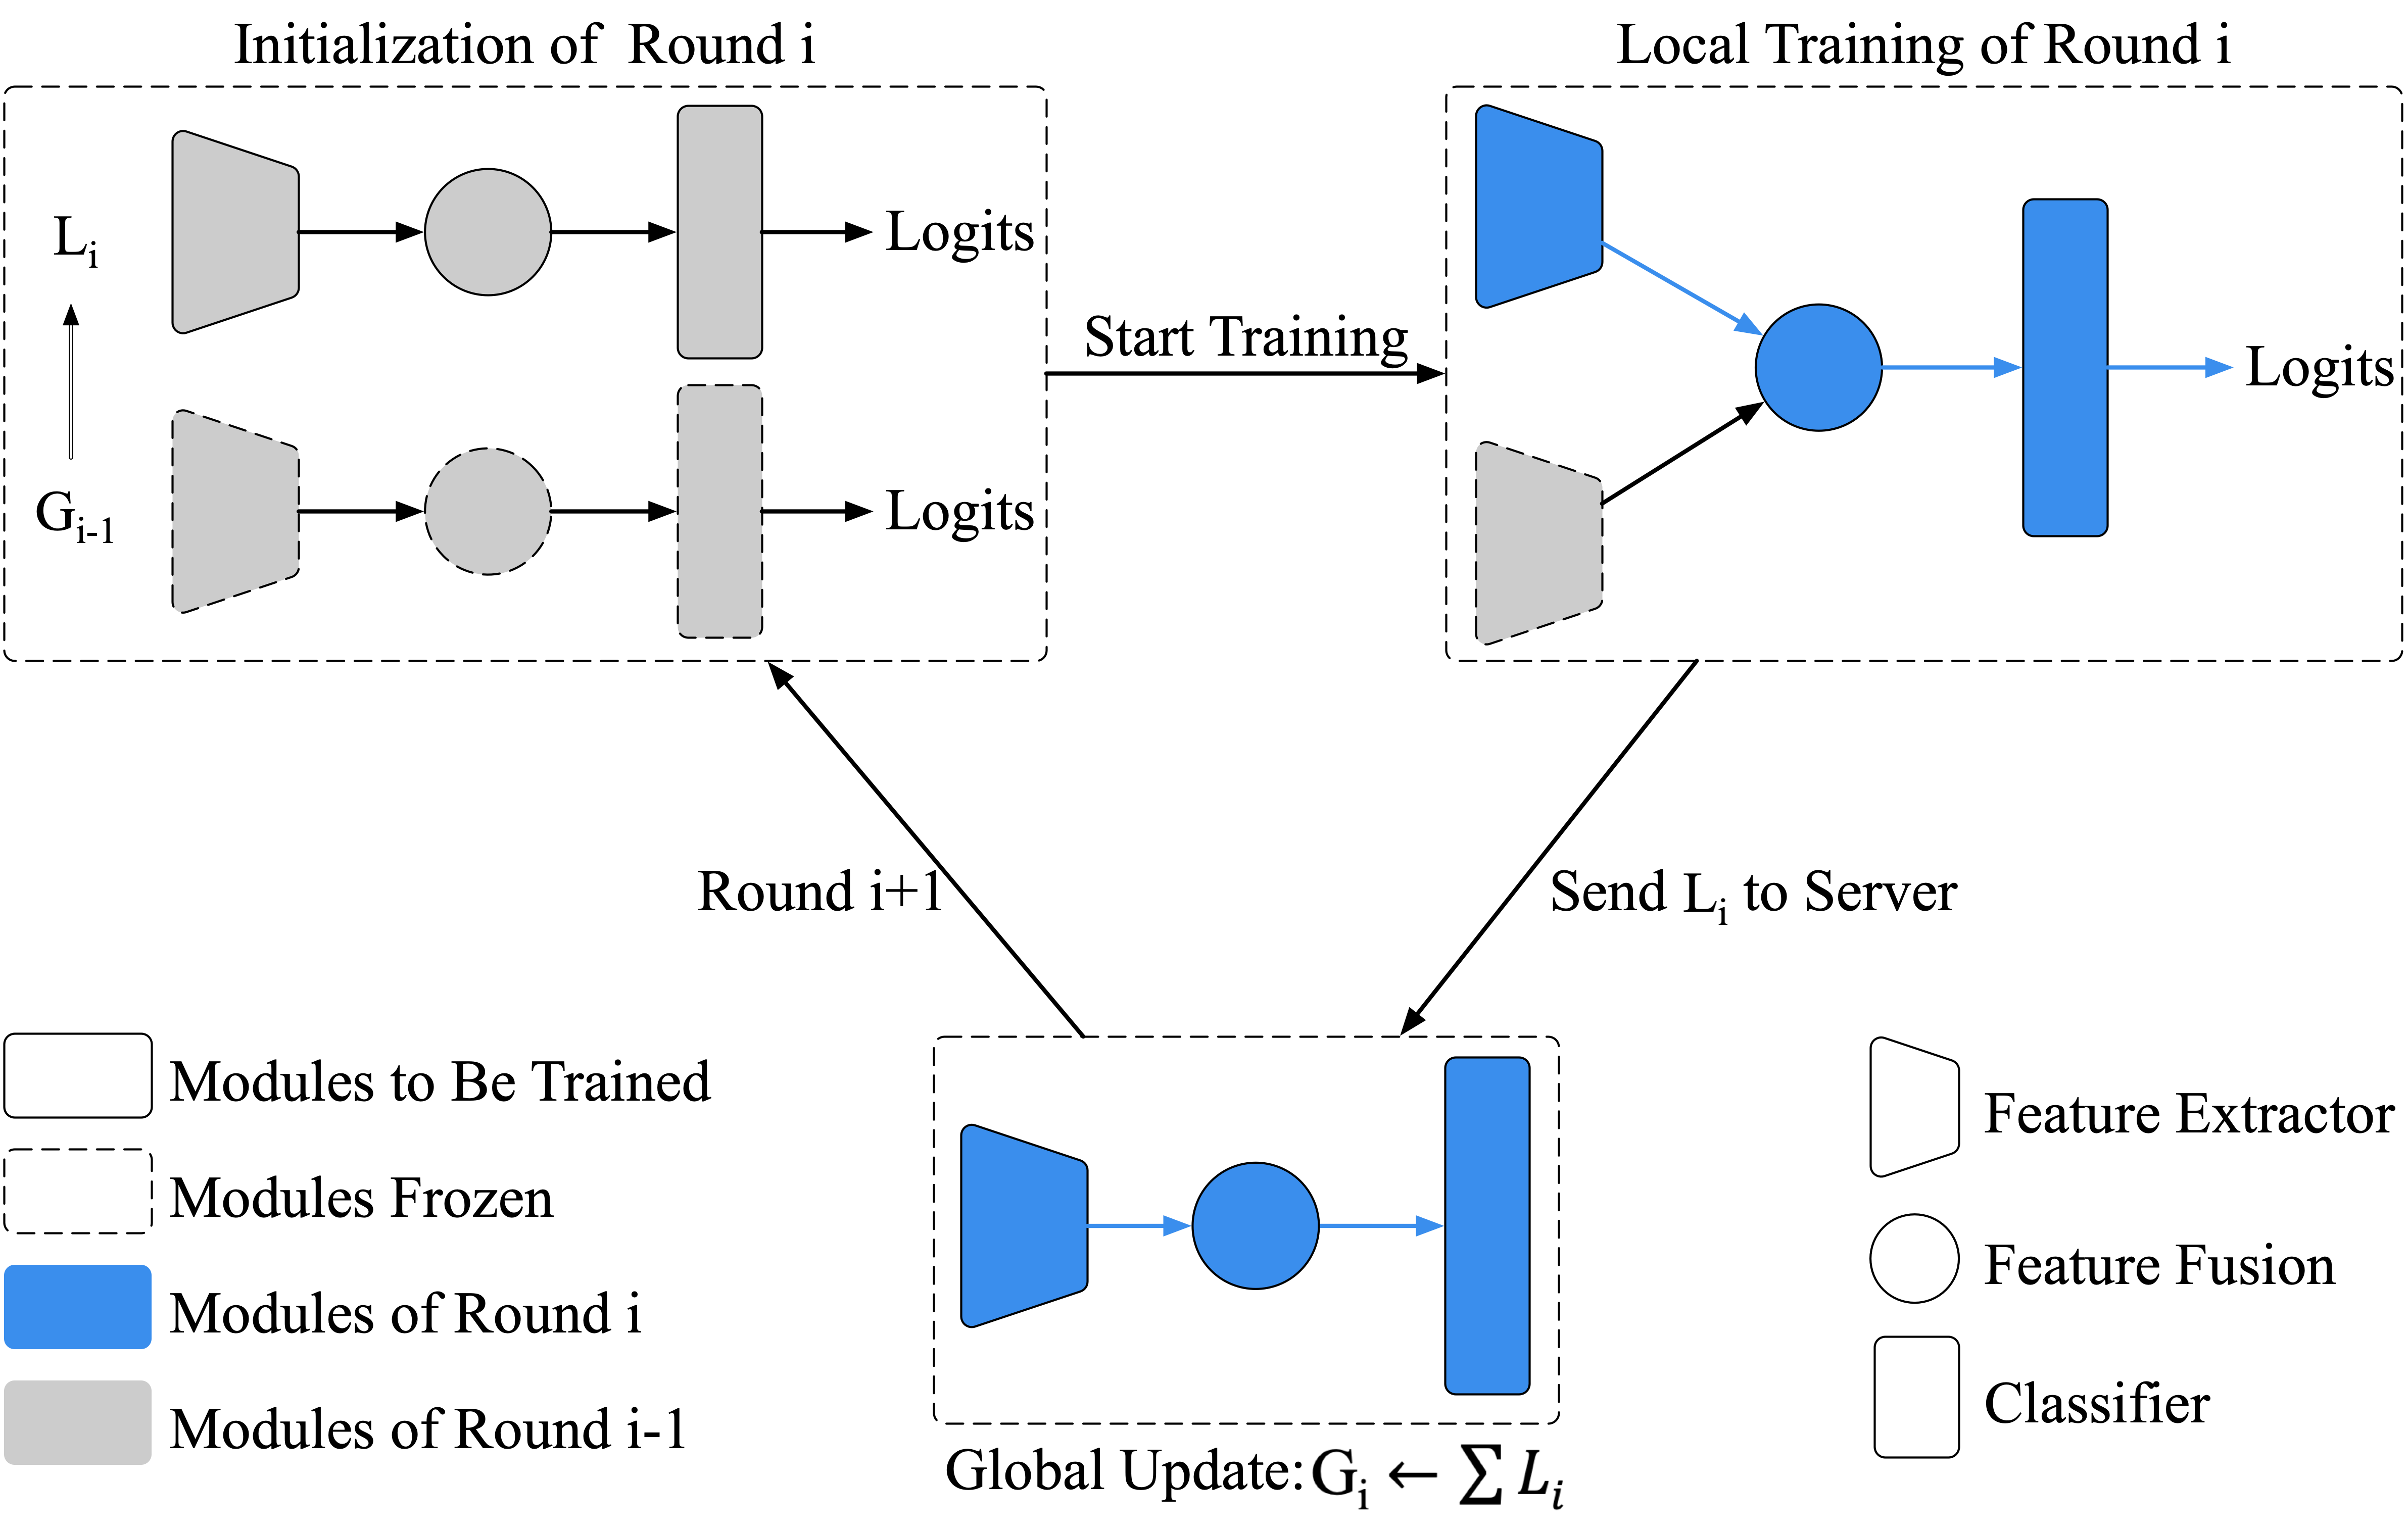 Initialization of Round i
Local Training of Round i
L_i
Logits
Start Training
Logits
G_{i-1}
Logits
Round i+1
Send L_i to Server
Modules to Be Trained
Modules Frozen
Modules of Round i
Modules of Round i-1
Feature Extractor
Feature Fusion
Classifier
Global Update: G_i ← ∑ L_i